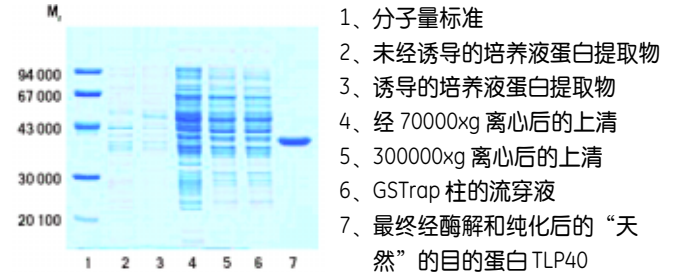 Mr
94 000
67 000
43 000
30 000
20 100
1 2 3 4 5 6 7
1、分子量标准
2、未经诱导的培养液蛋白提取物
3、诱导的培养液蛋白提取物
4、经 70000xg 离心后的上清
5、300000xg 离心后的上清
6、GSTrap 柱的流穿液
7、最终经酶解和纯化后的“天
然”的目的蛋白 TLP40